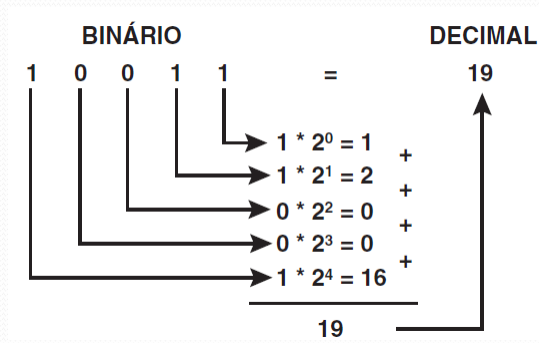 BINÁRIO DECIMAL
1 0 0 1 1 = 19
1 * 2⁰ = 1
+
1 * 2¹ = 2
+
0 * 2² = 0
+
0 * 2³ = 0
+
1 * 2⁴ = 16
19